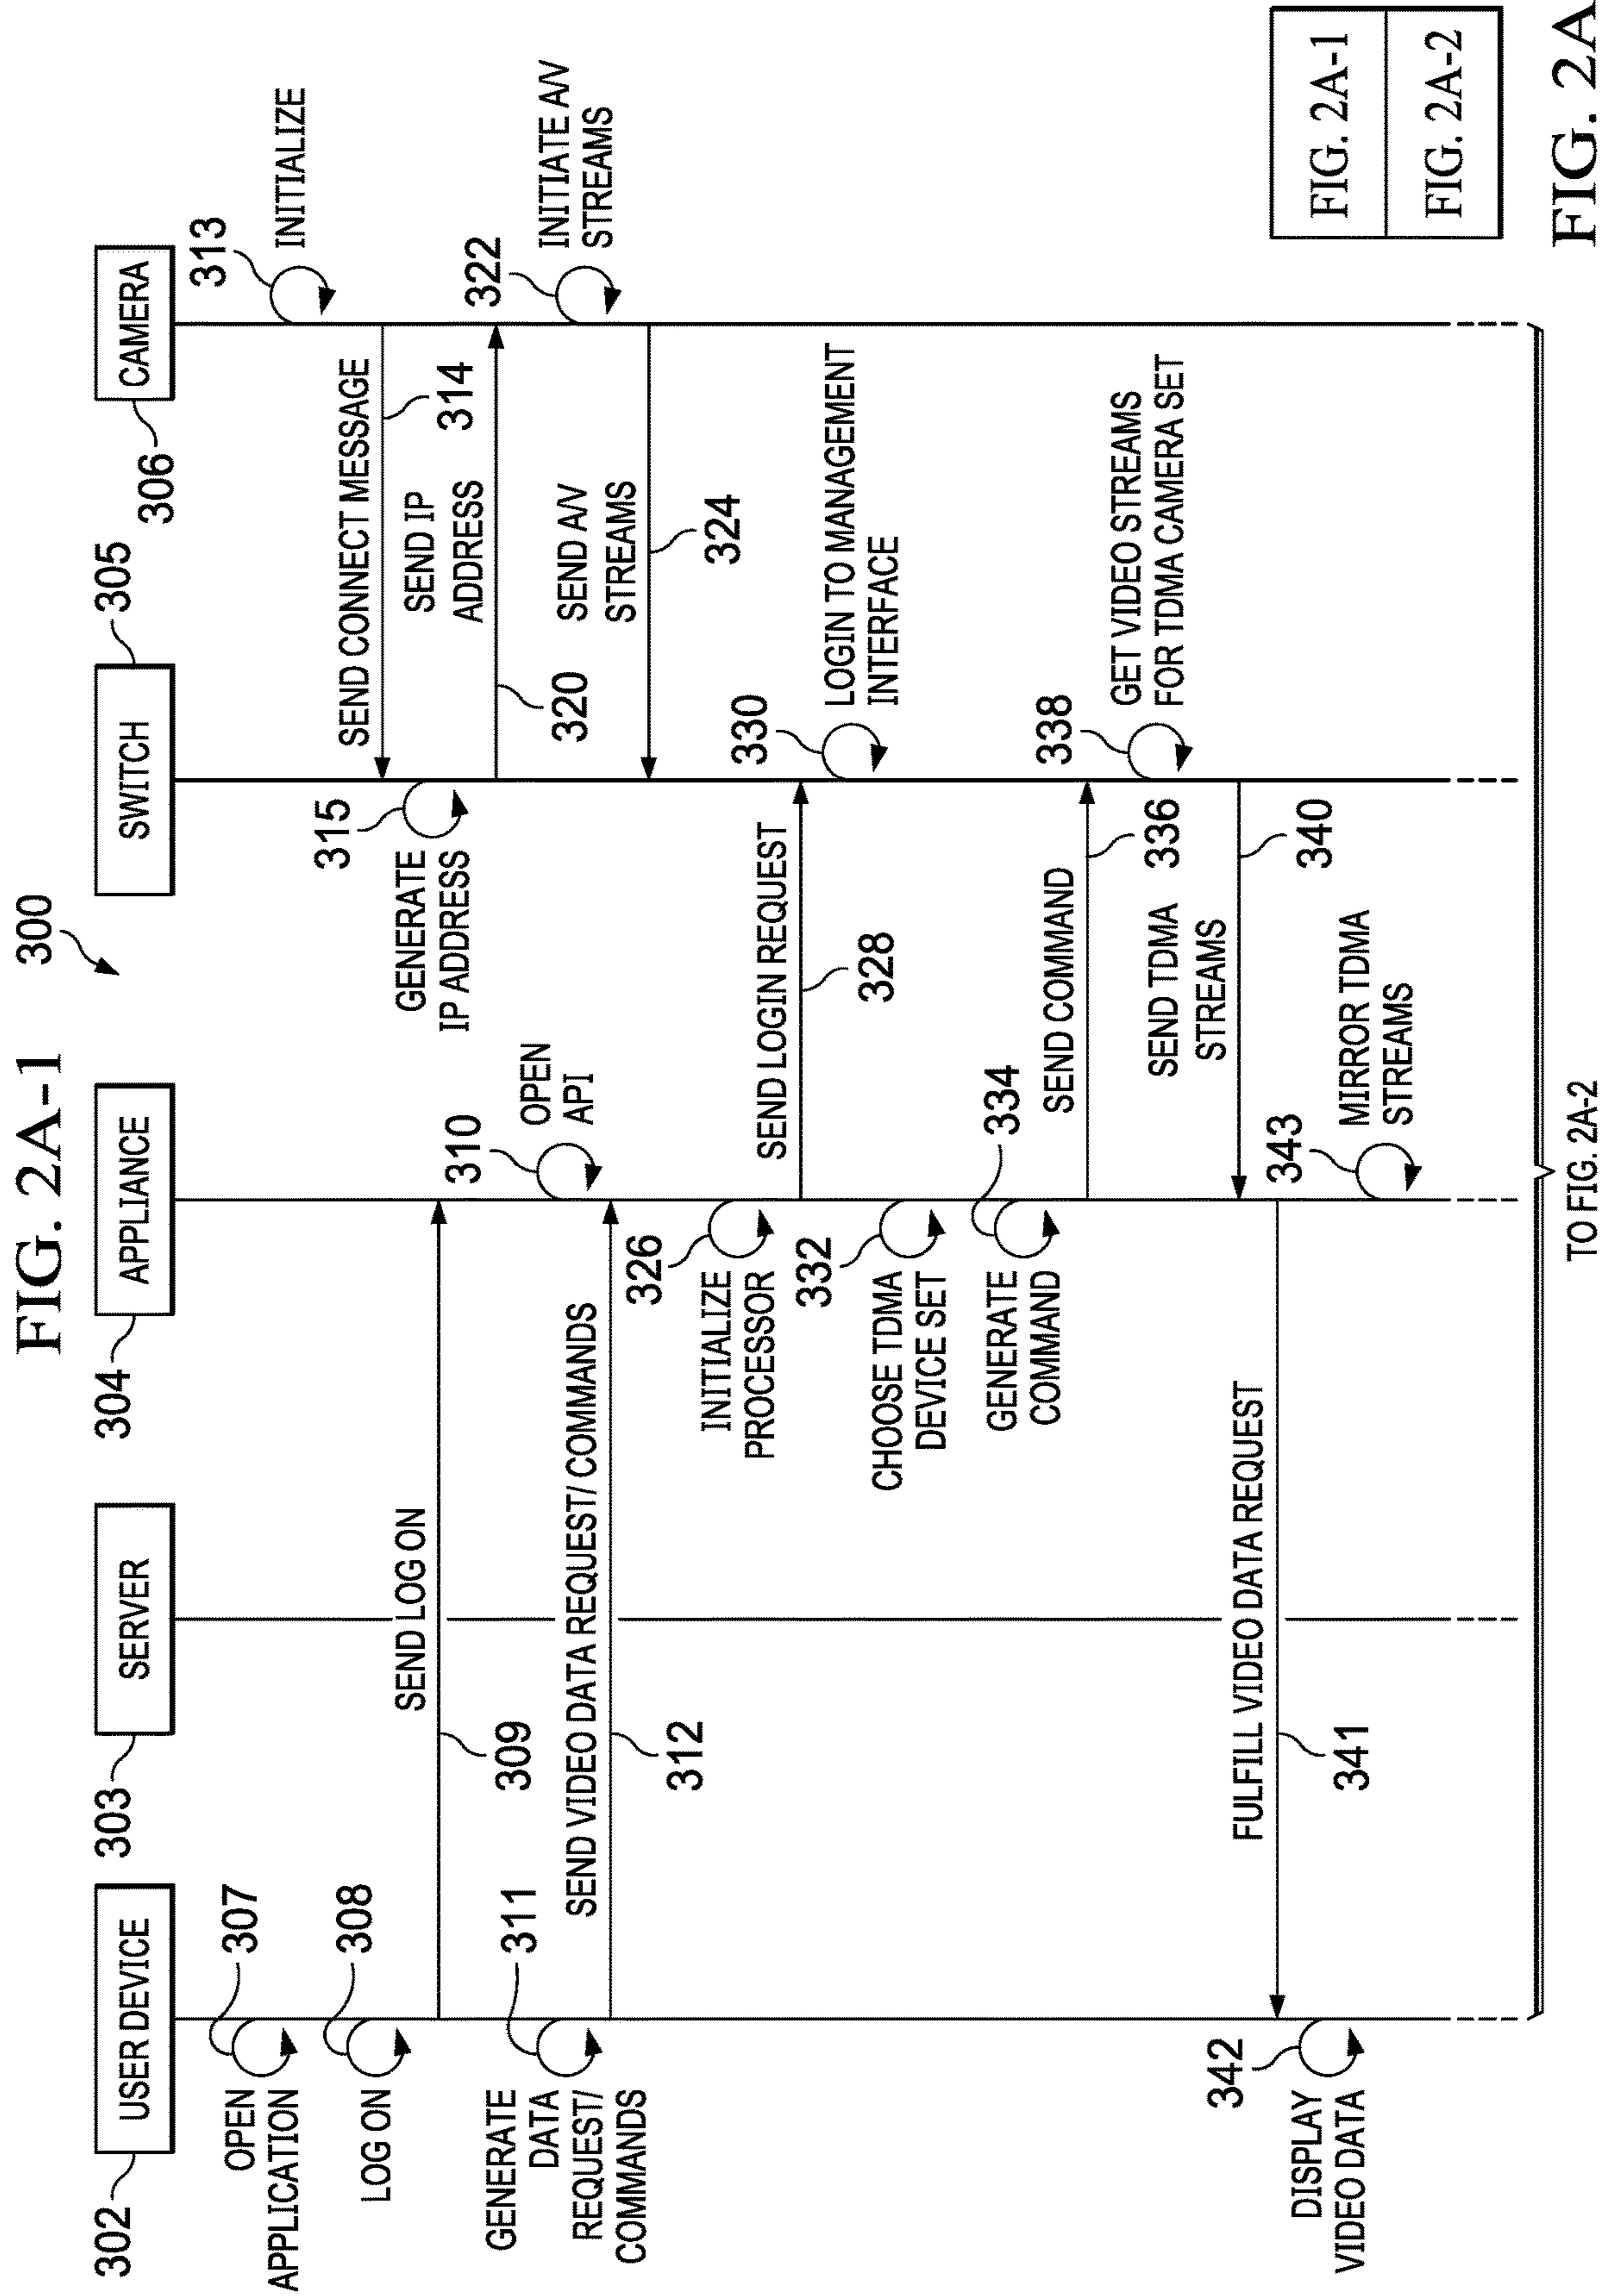 FIG. 2A-1
300
USER DEVICE
302
SERVER
303
APPLIANCE
304
SWITCH
305
CAMERA
306
307
OPEN
APPLICATION
313
INITIALIZE
308
LOG ON
SEND CONNECT MESSAGE
314
SEND LOG ON
309
315
GENERATE
IP ADDRESS
SEND IP
ADDRESS
320
311
GENERATE
DATA
REQUEST/
COMMANDS
310
OPEN
API
322
INITIATE A/V
STREAMS
SEND VIDEO DATA REQUEST/ COMMANDS
312
SEND A/V
STREAMS
324
326
INITIALIZE
PROCESSOR
SEND LOGIN REQUEST
328
330
LOGIN TO MANAGEMENT
INTERFACE
332
CHOOSE TDMA
DEVICE SET
334
GENERATE
COMMAND
SEND COMMAND
336
338
GET VIDEO STREAMS
FOR TDMA CAMERA SET
SEND TDMA
STREAMS
340
FULFILL VIDEO DATA REQUEST
341
342
DISPLAY
VIDEO DATA
343
MIRROR TDMA
STREAMS
TO FIG. 2A-2
FIG. 2A-1
FIG. 2A-2
FIG. 2A